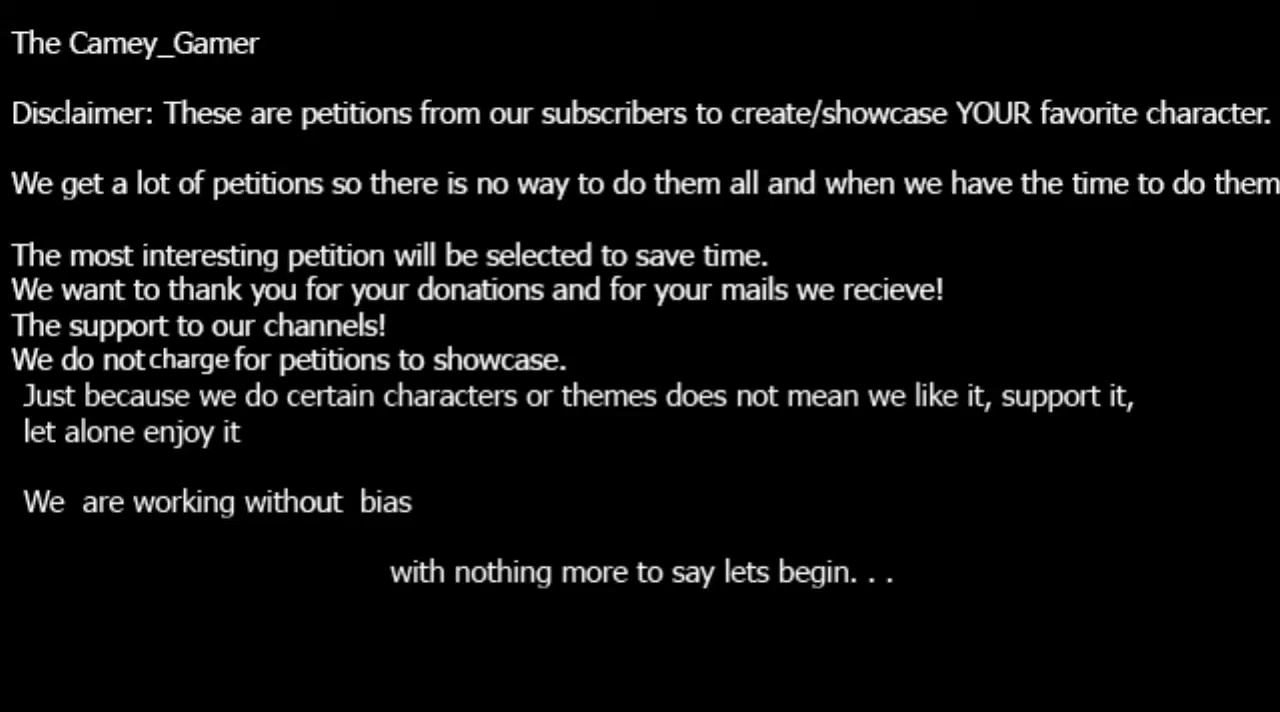 The Camey_Gamer
Disclaimer: These are petitions from our subscribers to create/showcase YOUR favorite character.
We get a lot of petitions so there is no way to do them all and when we have the time to do them
The most interesting petition will be selected to save time.
We want to thank you for your donations and for your mails we recieve!
The support to our channels!
We do not charge for petitions to showcase.
Just because we do certain characters or themes does not mean we like it, support it,
let alone enjoy it
We are working without bias
with nothing more to say lets begin. . .